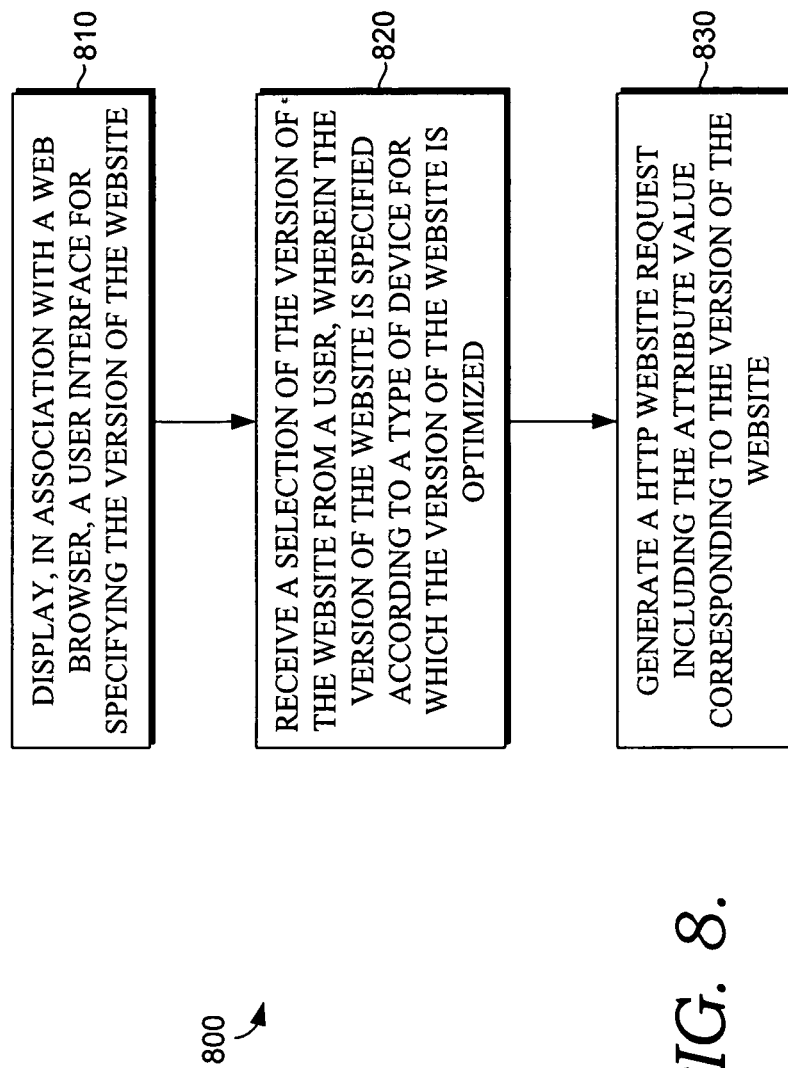 800
810
DISPLAY, IN ASSOCIATION WITH A WEB
BROWSER, A USER INTERFACE FOR
SPECIFYING THE VERSION OF THE WEBSITE
820
RECEIVE A SELECTION OF THE VERSION OF
THE WEBSITE FROM A USER, WHEREIN THE
VERSION OF THE WEBSITE IS SPECIFIED
ACCORDING TO A TYPE OF DEVICE FOR
WHICH THE VERSION OF THE WEBSITE IS
OPTIMIZED
830
GENERATE A HTTP WEBSITE REQUEST
INCLUDING THE ATTRIBUTE VALUE
CORRESPONDING TO THE VERSION OF THE
WEBSITE
IG. 8.